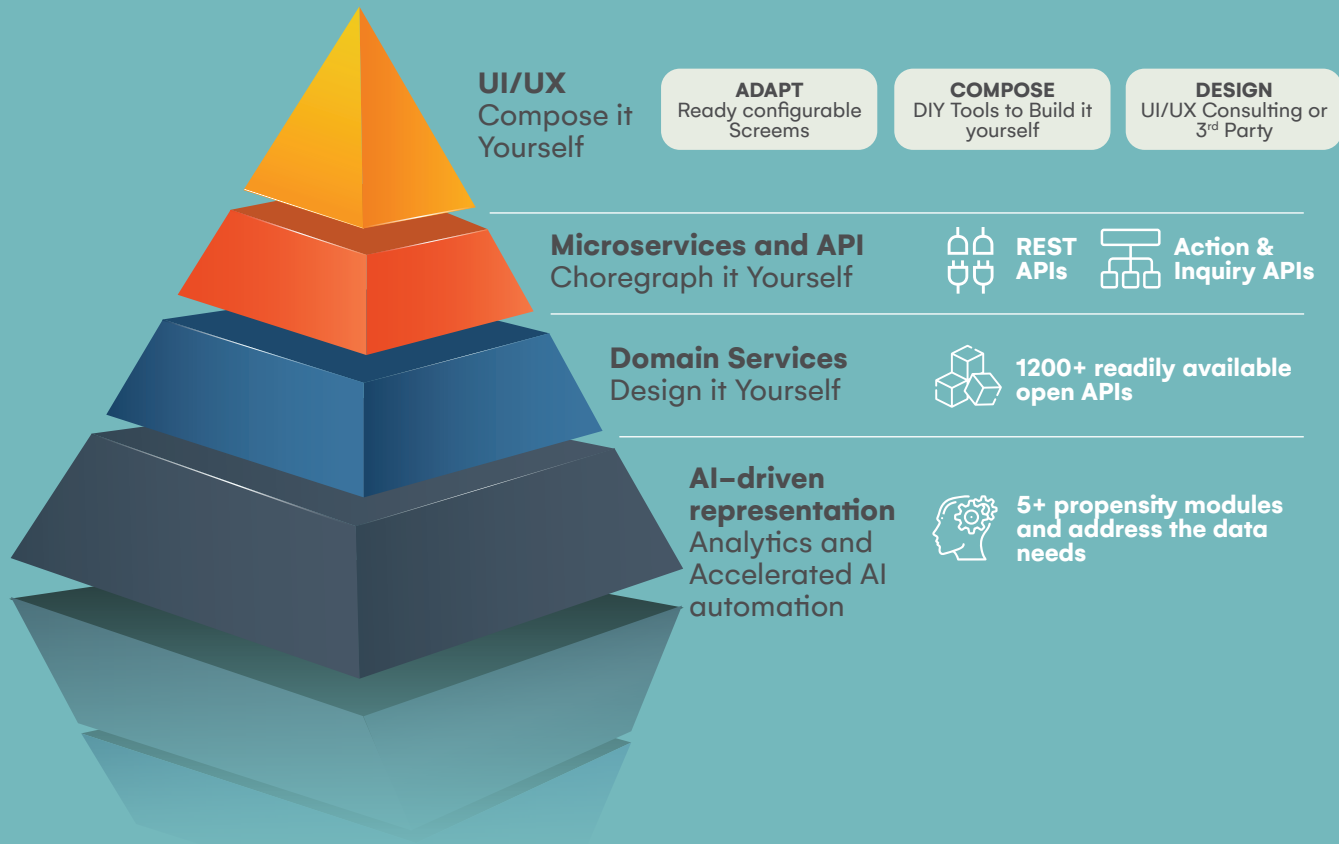 UI/UX
Compose it
Yourself
ADAPT
Ready configurable
Screems
COMPOSE
DIY Tools to Build it
yourself
DESIGN
UI/UX Consulting or
3rd Party
Microservices and API
Choregraph it Yourself
REST
APIs
Action &
Inquiry APIs
Domain Services
Design it Yourself
1200+ readily available
open APIs
AI-driven
representation
Analytics and
Accelerated AI
automation
5+ propensity modules
and address the data
needs